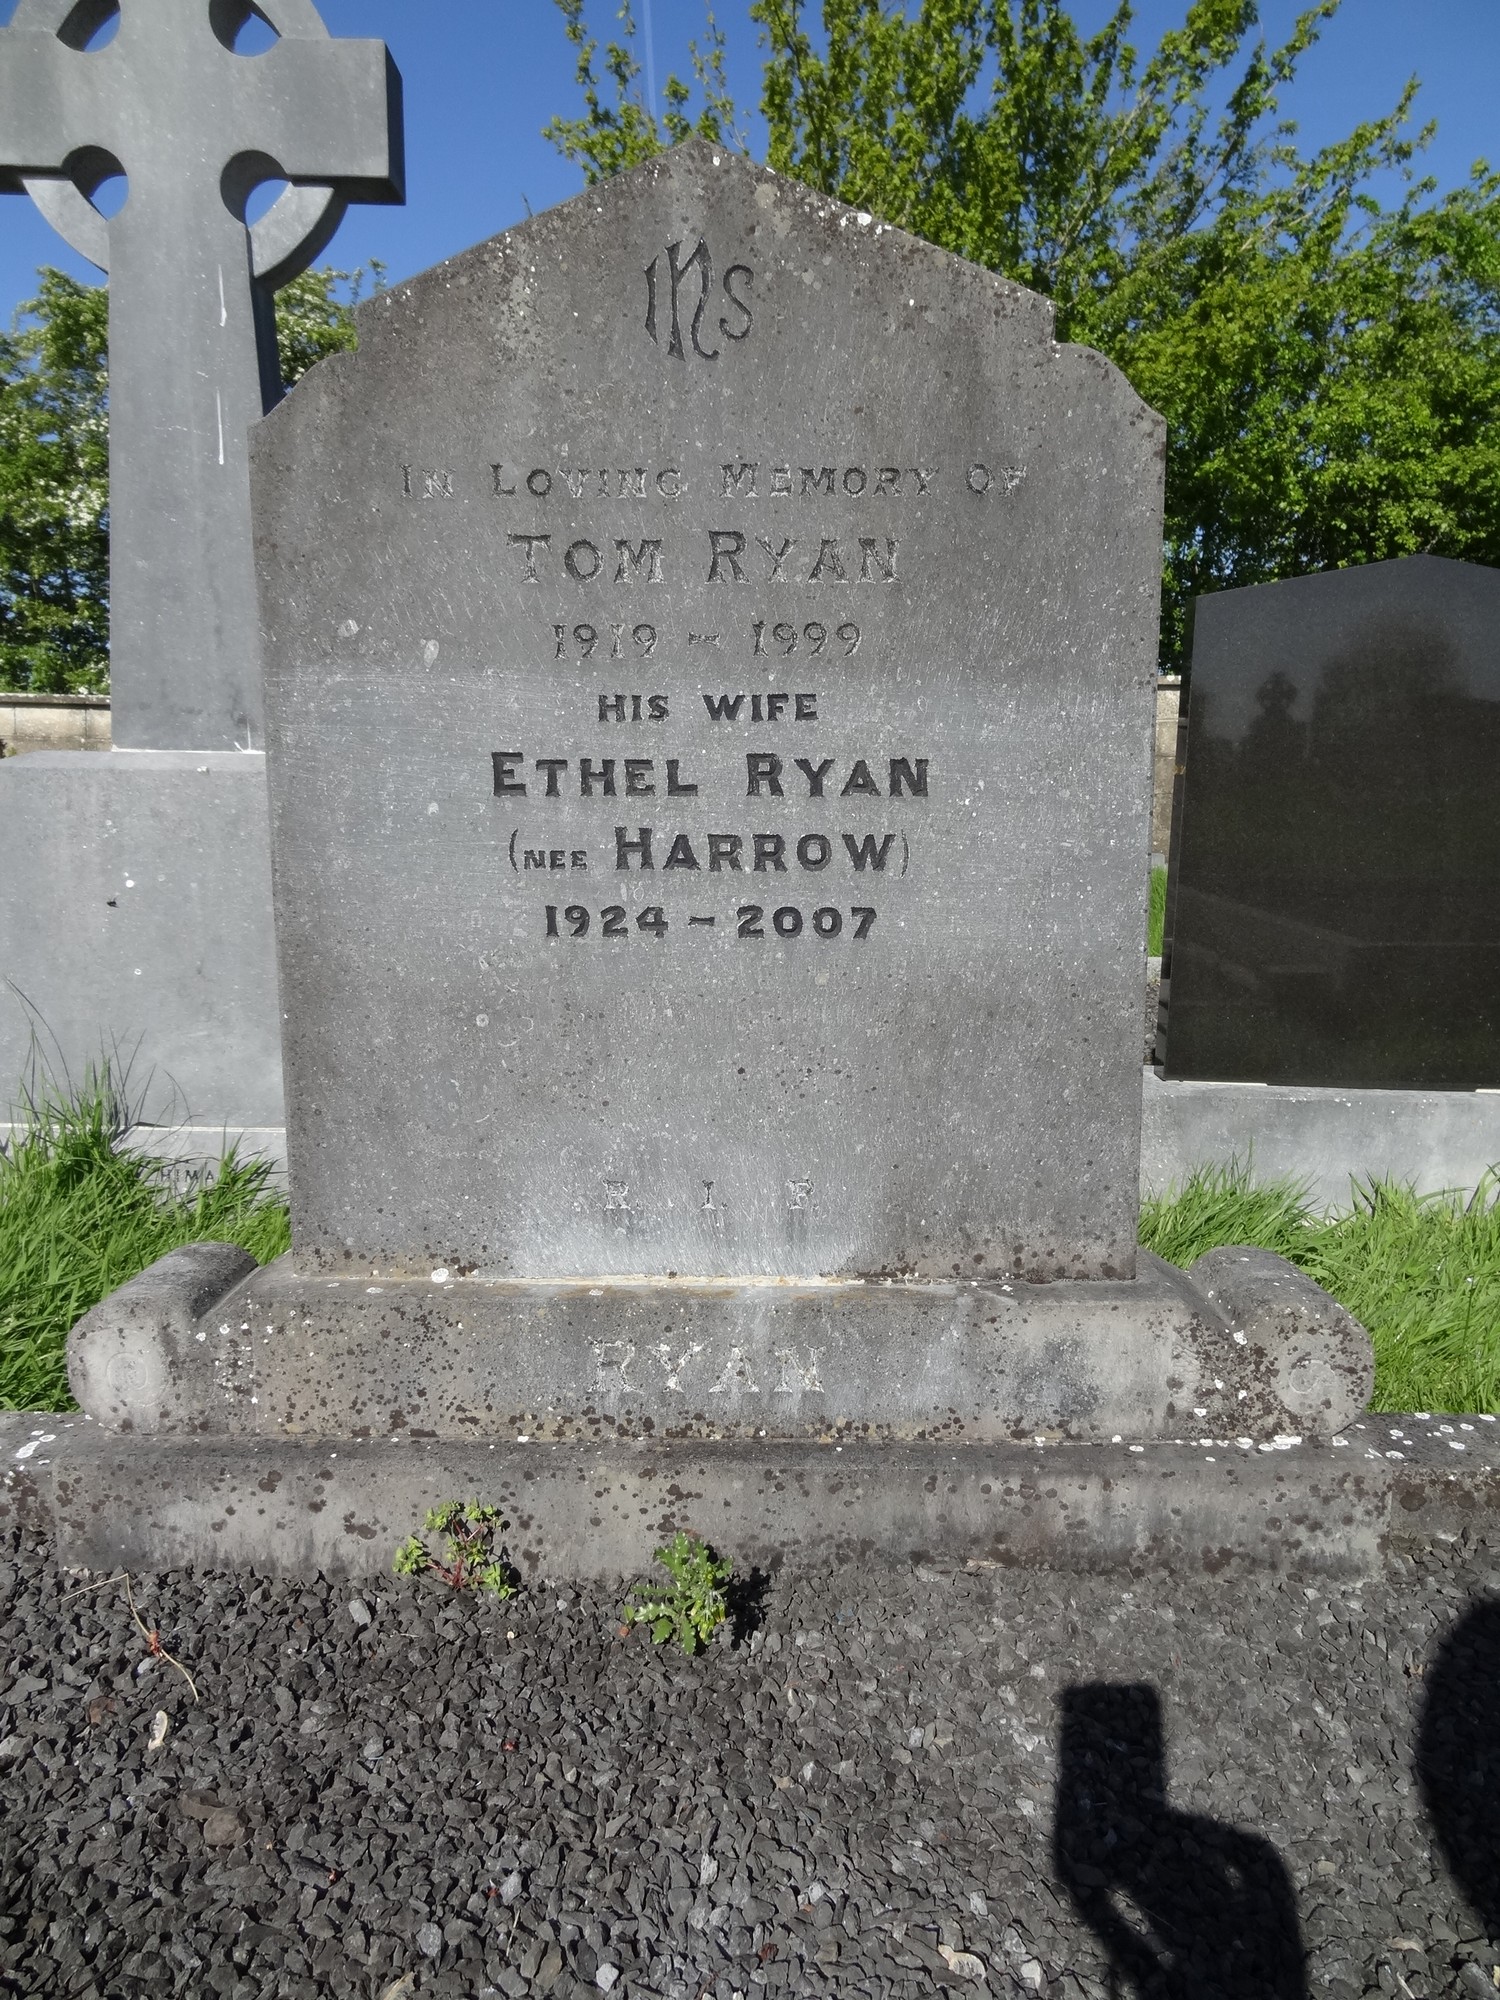 IHS
IN LOVING MEMORY OF
TOM RYAN
1919 - 1999
HIS WIFE
ETHEL RYAN
(NEE HARROW)
1924 - 2007
R. I. P.
RYAN